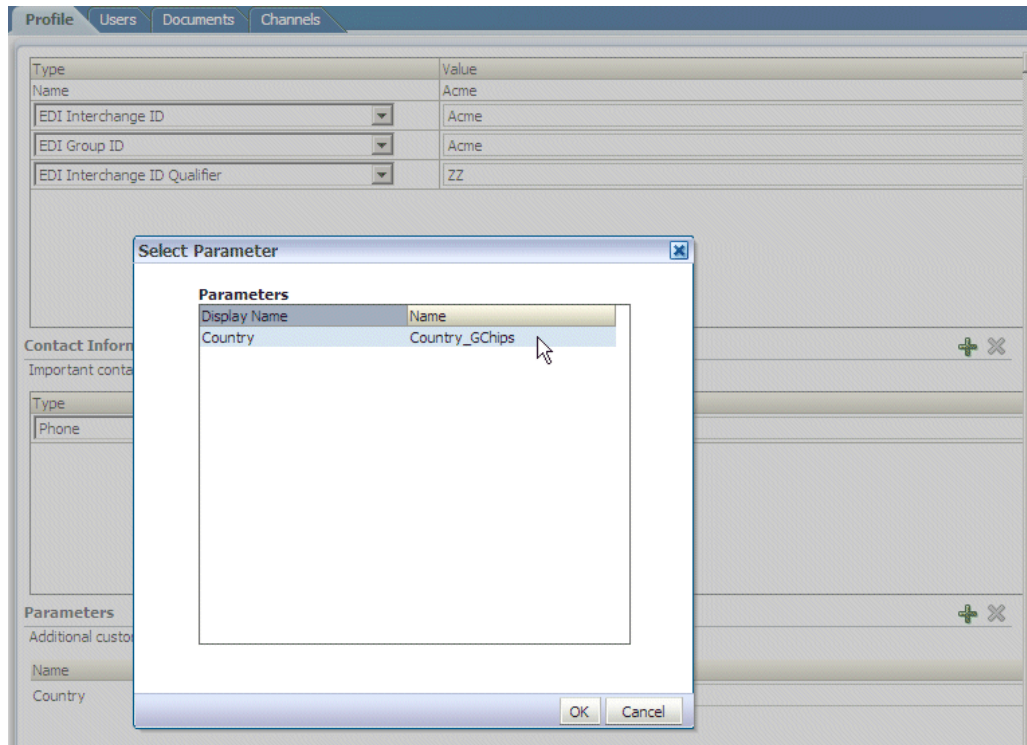 Profile Users Documents Channels
Type Value
Name Acme
EDI Interchange ID Acme
EDI Group ID Acme
EDI Interchange ID Qualifier ZZ
Select Parameter
Parameters
Display Name Name
Country Country_GChips
Contact Inform
Important conta
Type
Phone
Parameters
Additional custo
Name
Country
OK Cancel